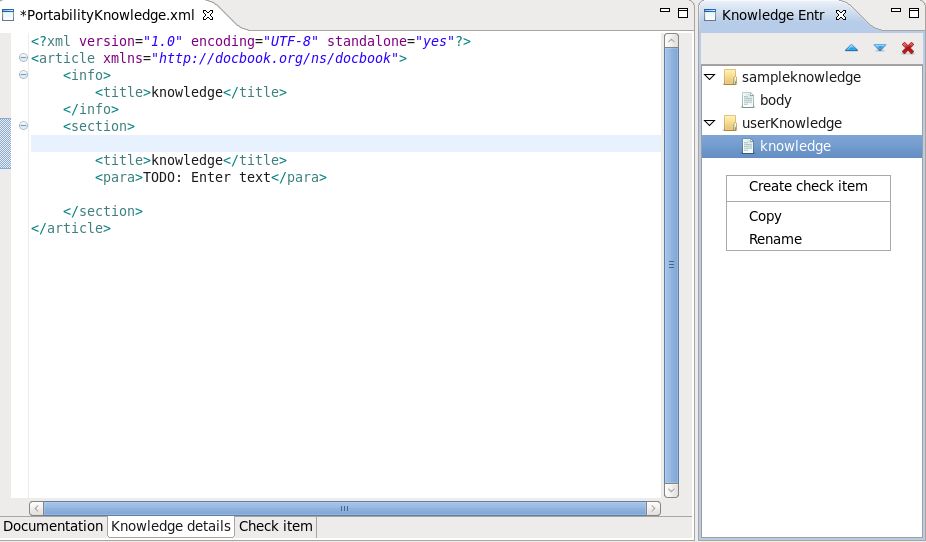 *PortabilityKnowledge.xml
<?xml version="1.0" encoding="UTF-8" standalone="yes"?>
<article xmlns="http://docbook.org/ns/docbook">
    <info>
        <title>knowledge</title>
    </info>
    <section>
        <title>knowledge</title>
        <para>TODO: Enter text</para>
    </section>
</article>
Documentation Knowledge details Check item
Knowledge Entr
sampleknowledge
body
userKnowledge
knowledge
Create check item
Copy
Rename